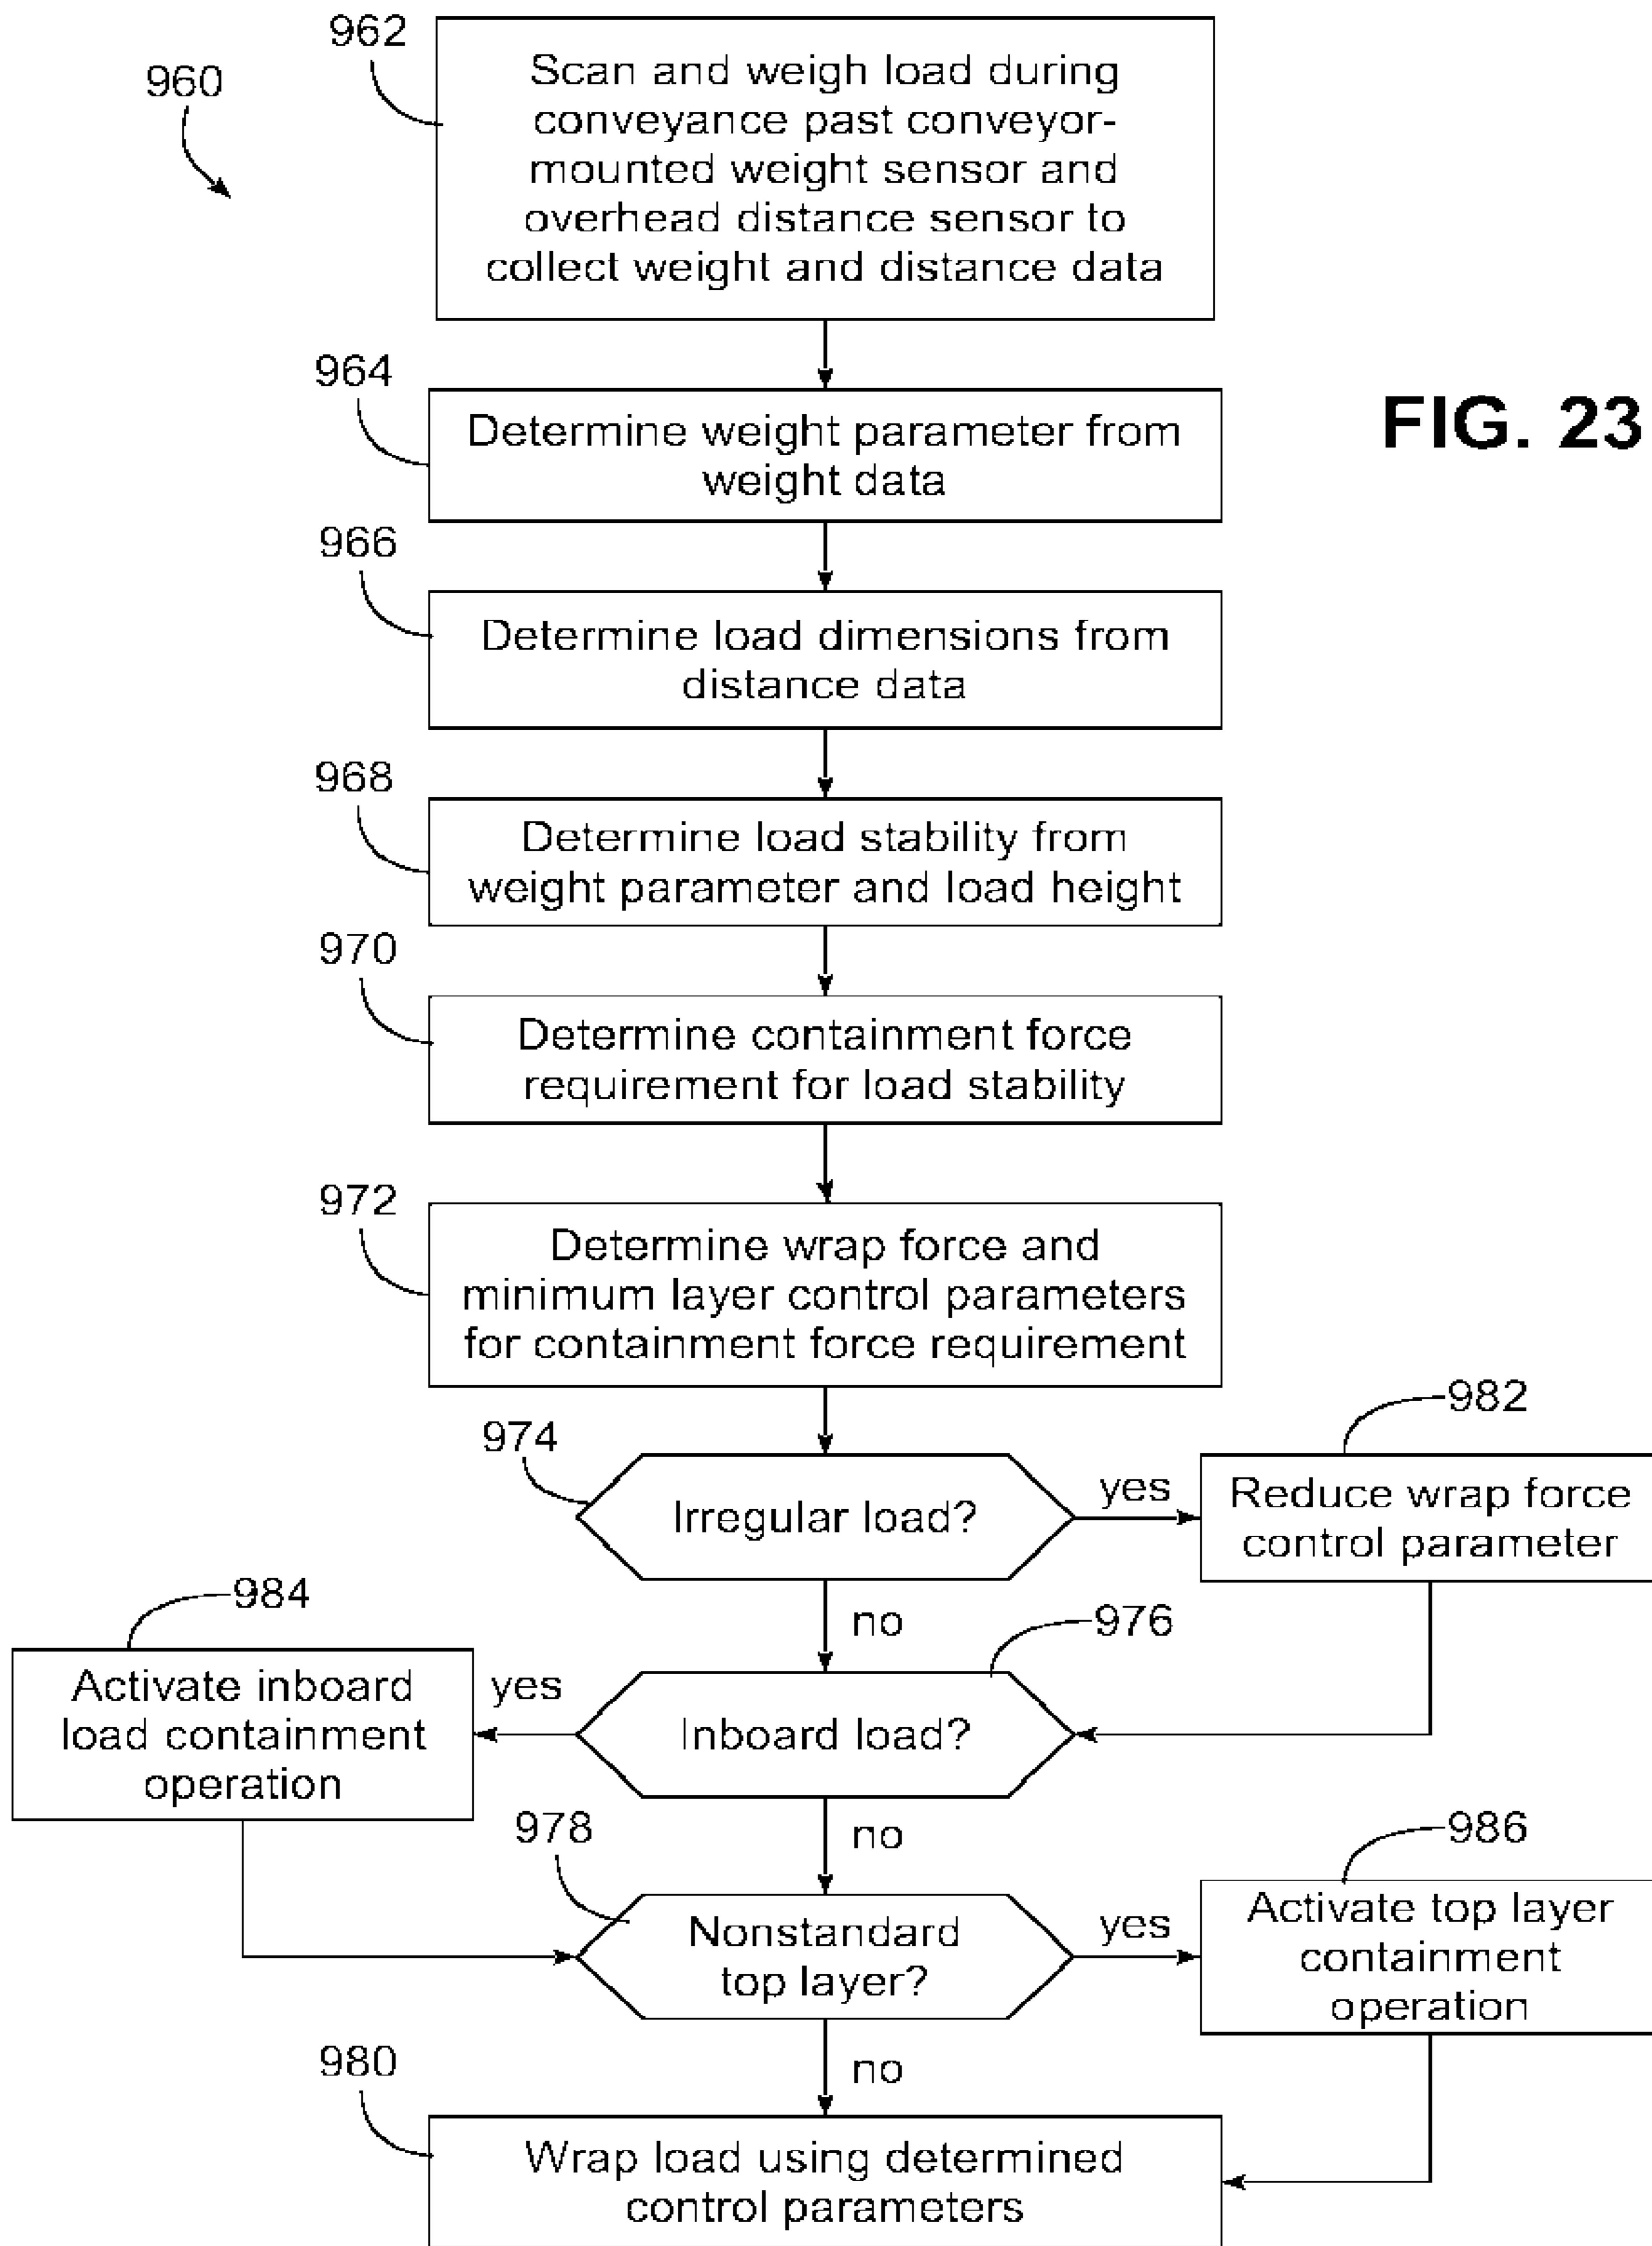 962
960
Scan and weigh load during
conveyance past conveyor-
mounted weight sensor and
overhead distance sensor to
collect weight and distance data
964
FIG. 23
Determine weight parameter from
weight data
966
Determine load dimensions from
distance data
968
Determine load stability from
weight parameter and load height
970
Determine containment force
requirement for load stability
972
Determine wrap force and
minimum layer control parameters
for containment force requirement
974
982
Irregular load?
yes
Reduce wrap force
control parameter
no
984
976
Activate inboard
load containment
operation
yes
Inboard load?
no
978
986
Nonstandard
top layer?
yes
Activate top layer
containment
operation
no
980
Wrap load using determined
control parameters